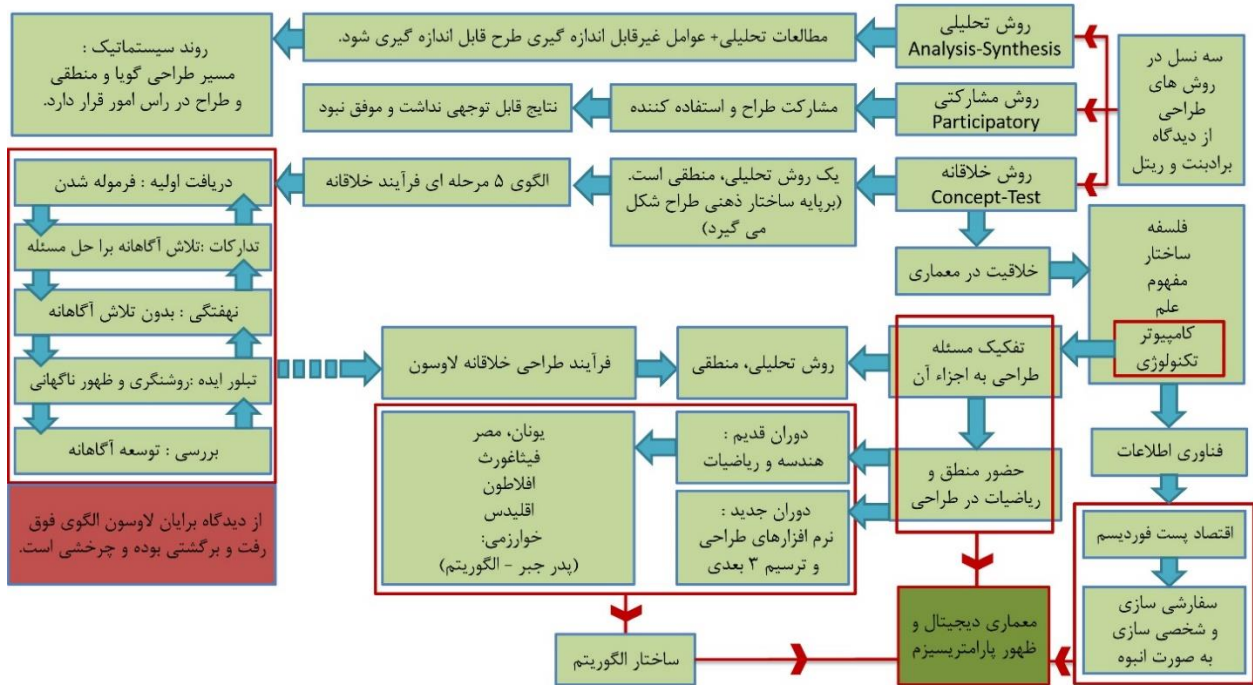 سه نسل در
روش های
طراحی
از دیدگاه
برادبنت و ریتل
روش تحلیلی
Analysis-Synthesis
مطالعات تحلیلی+ عوامل غیرقابل اندازه گیری طرح قابل اندازه گیری شود.
روند سیستماتیک :
مسیر طراحی گویا و منطقی
و طراح در راس امور قرار دارد.
روش مشارکتی
Participatory
مشارکت طراح و استفاده کننده
نتایج قابل توجهی نداشت و موفق نبود
روش خلاقانه
Concept-Test
یک روش تحلیلی، منطقی است.
(برپایه ساختار ذهنی طراح شکل
می گیرد)
الگوی ۵ مرحله ای فرآیند خلاقانه
دریافت اولیه : فرموله شدن
تدارکات :تلاش آگاهانه برا حل مسئله
نهفتگی : بدون تلاش آگاهانه
تبلور ایده :روشنگری و ظهور ناگهانی
بررسی : توسعه آگاهانه
از دیدگاه برایان لاوسون الگوی فوق
رفت و برگشتی بوده و چرخشی است.
خلاقیت در معماری
فلسفه
ساختار
مفهوم
علم
کامپیوتر
تکنولوژی
تفکیک مسئله
طراحی به اجزاء آن
روش تحلیلی، منطقی
فرآیند طراحی خلاقانه لاوسون
حضور منطق و
ریاضیات در طراحی
دوران قدیم :
هندسه و ریاضیات
دوران جدید :
نرم افزارهای طراحی
و ترسیم ۳ بعدی
یونان، مصر
فیثاغورث
افلاطون
اقلیدس
خوارزمی:
(پدر جبر - الگوریتم)
فناوری اطلاعات
اقتصاد پست فوردیسم
سفارشی سازی
و شخصی سازی
به صورت انبوه
معماری دیجیتال و
ظهور پارامتریسیزم
ساختار الگوریتم